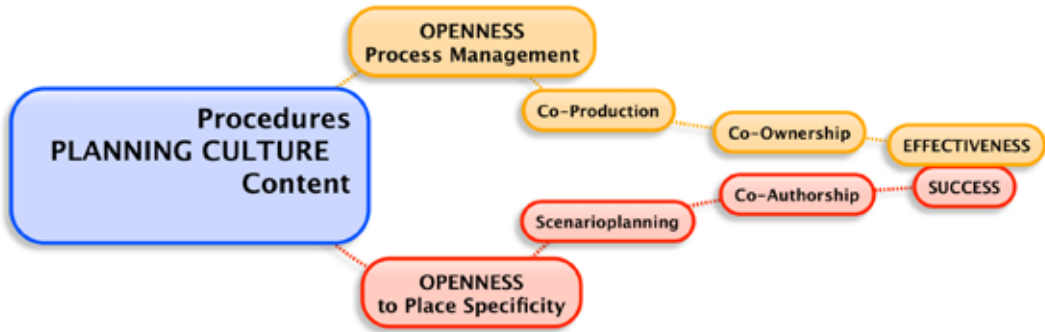 OPENNESS
Process Management
Procedures
PLANNING CULTURE
Content
Co-Production
Co-Ownership
EFFECTIVENESS
SUCCESS
Co-Authorship
Scenarioplanning
OPENNESS
to Place Specificity